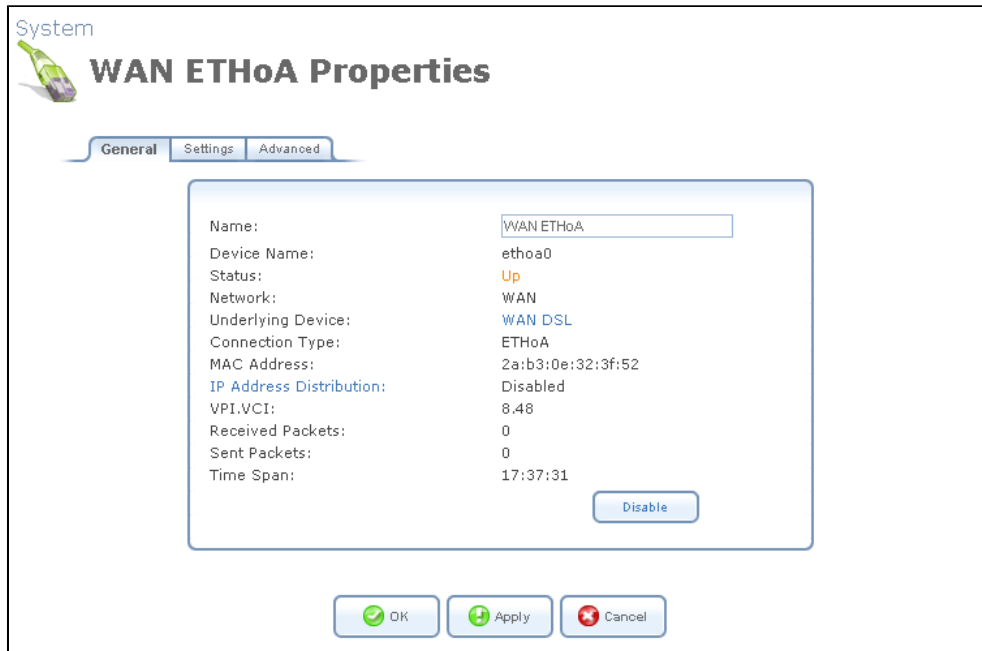 System
WAN ETHoA Properties
General Settings Advanced
Name: WAN ETHoA
Device Name: ethoa0
Status: Up
Network: WAN
Underlying Device: WAN DSL
Connection Type: ETHoA
MAC Address: 2a:b3:0e:32:3f:52
IP Address Distribution: Disabled
VPI.VCI: 8.48
Received Packets: 0
Sent Packets: 0
Time Span: 17:37:31
Disable
OK Apply Cancel